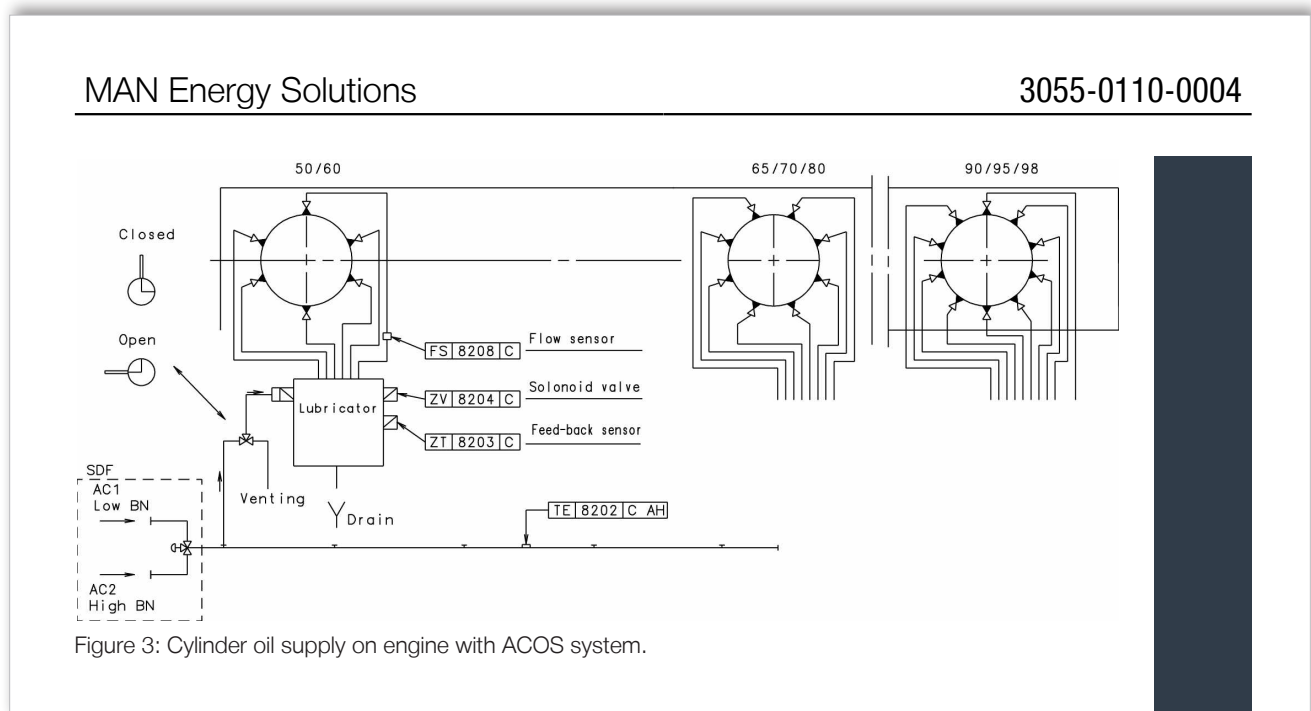 MAN Energy Solutions
3055-0110-0004
50/60
65/70/80
90/95/98
Closed
Open
FS 8208 C
Flow sensor
Lubricator
ZV 8204 C
Solonoid valve
ZT 8203 C
Feed-back sensor
Venting
Drain
SDF
AC1
Low BN
TE 8202 C AH
AC2
High BN
Figure 3: Cylinder oil supply on engine with ACOS system.